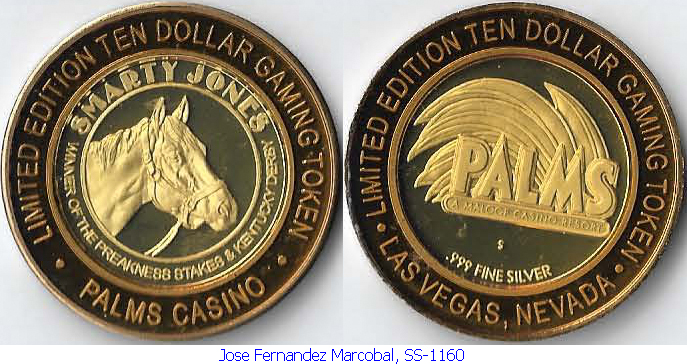 LIMITED EDITION TEN DOLLAR GAMING TOKEN
SMARTY JONES
WINNER OF THE PREAKNESS STAKES & KENTUCKY DERBY
• PALMS CASINO •
LIMITED EDITION TEN DOLLAR GAMING TOKEN
PALMS
A MALOOF CASINO RESORT
S
.999 FINE SILVER
• LAS VEGAS, NEVADA •
Jose Fernandez Marcobal, SS-1160